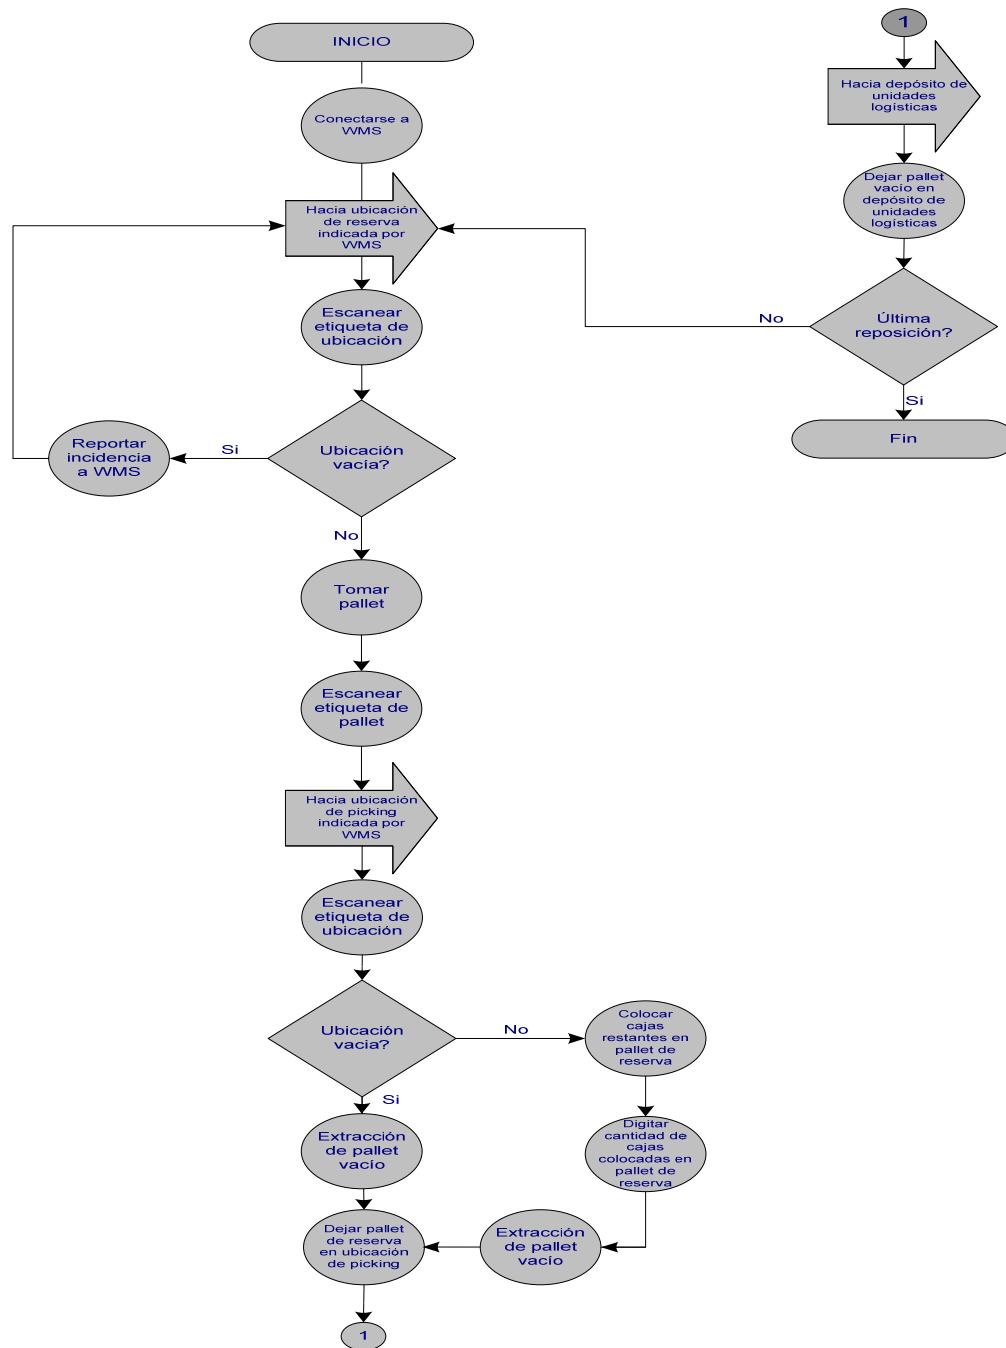 INICIO
Conectarse a
WMS
Hacia ubicación
de reserva
indicada por
WMS
Escanear
etiqueta de
ubicación
Ubicación
vacía?
Si
Reportar
incidencia
a WMS
No
Tomar
pallet
Escanear
etiqueta de
pallet
Hacia ubicación
de picking
indicada por
WMS
Escanear
etiqueta de
ubicación
Ubicación
vacia?
No
Colocar
cajas
restantes en
pallet de
reserva
Digitar
cantidad de
cajas
colocadas en
pallet de
reserva
Extracción
de pallet
vacío
Si
Extracción
de pallet
vacío
Dejar pallet
de reserva
en ubicación
de picking
1
1
Hacia depósito de
unidades
logísticas
Dejar pallet
vacío en
depósito de
unidades
logísticas
Última
reposición?
No
Si
Fin